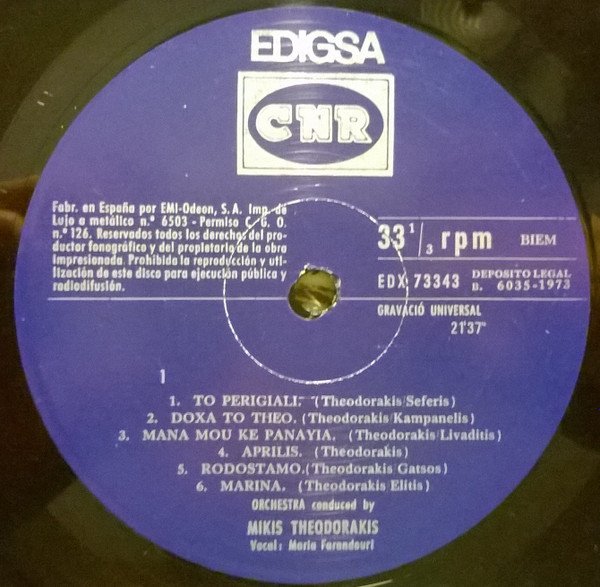 EDIGSA
CNR
Fabr. en España por EMI-Odeon, S.A. Imp. de
Lujo a metálico n.º 6503 - Permiso C. G. O.
n.º 126. Reservados todos los derechos del pro-
ductor fonográfico y del propietario de la obra
impresionada. Prohibida la reproducción y uti-
lización de este disco para ejecución pública y
radiodifusión.
33 1/3 rpm BIEM
EDX 73343 DEPOSITO LEGAL
B. 6035-1973
GRAVACIÓ UNIVERSAL
21'37"
1
1. TO PERIGIALI. (Theodorakis/Seferis)
2. DOXA TO THEO. (Theodorakis/Kampanelis)
3. MANA MOU KE PANAYIA. (Theodorakis/Livaditis)
4. APRILIS. (Theodorakis)
5. RODOSTAMO.(Theodorakis/Gatsos)
6. MARINA. (Theodorakis/Elitis)
ORCHESTRA conducted by
MIKIS THEODORAKIS
Vocal: Maria Farandouri